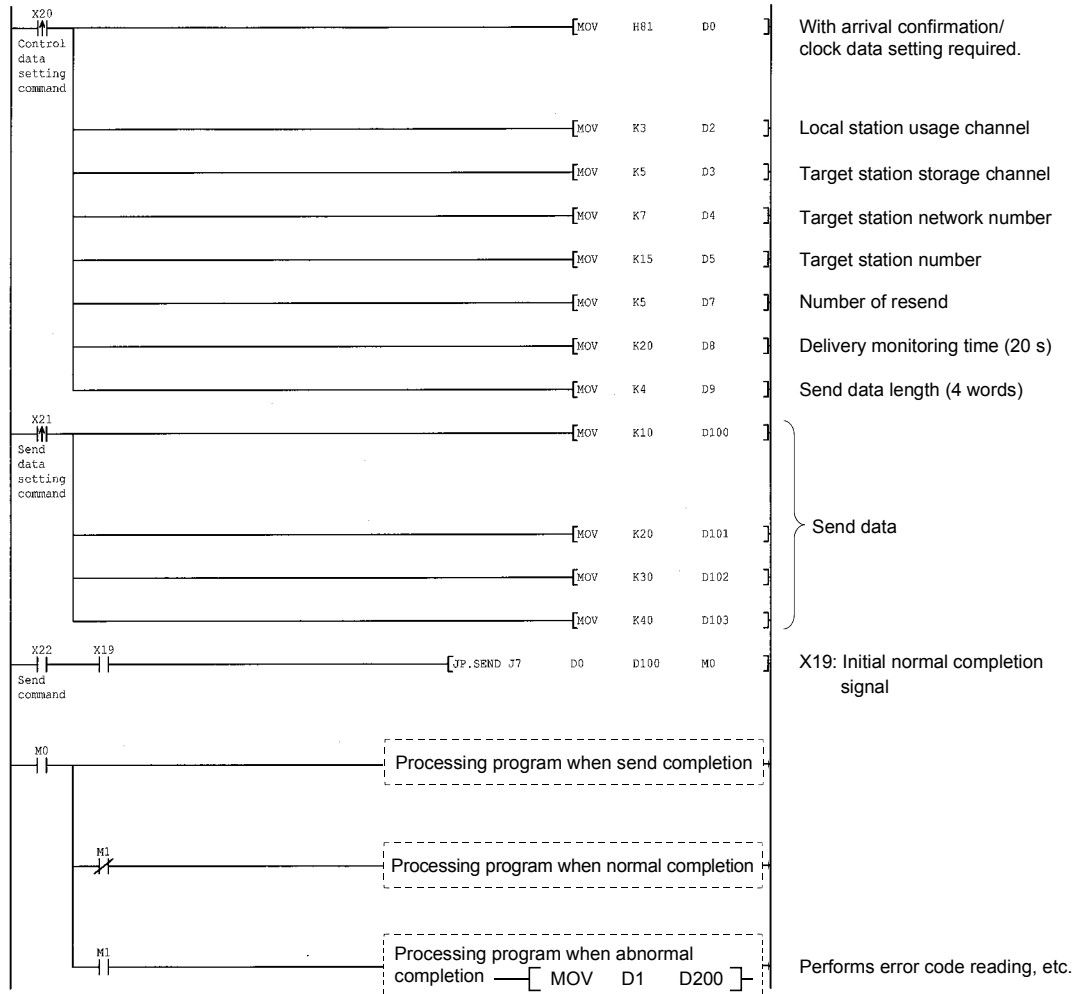 X20
[MOV H81 D0 ]
With arrival confirmation/
clock data setting required.
Control
data
setting
command
[MOV K3 D2 ]
Local station usage channel
[MOV K5 D3 ]
Target station storage channel
[MOV K7 D4 ]
Target station network number
[MOV K15 D5 ]
Target station number
[MOV K5 D7 ]
Number of resend
[MOV K20 D8 ]
Delivery monitoring time (20 s)
[MOV K4 D9 ]
Send data length (4 words)
X21
[MOV K10 D100 ]
Send
data
setting
command
[MOV K20 D101 ]
Send data
[MOV K30 D102 ]
[MOV K40 D103 ]
X22 X19
[JP.SEND J7 D0 D100 M0 ]
X19: Initial normal completion
signal
Send
command
M0
Processing program when send completion
M1
Processing program when normal completion
M1
Processing program when abnormal
completion [ MOV D1 D200 ]
Performs error code reading, etc.